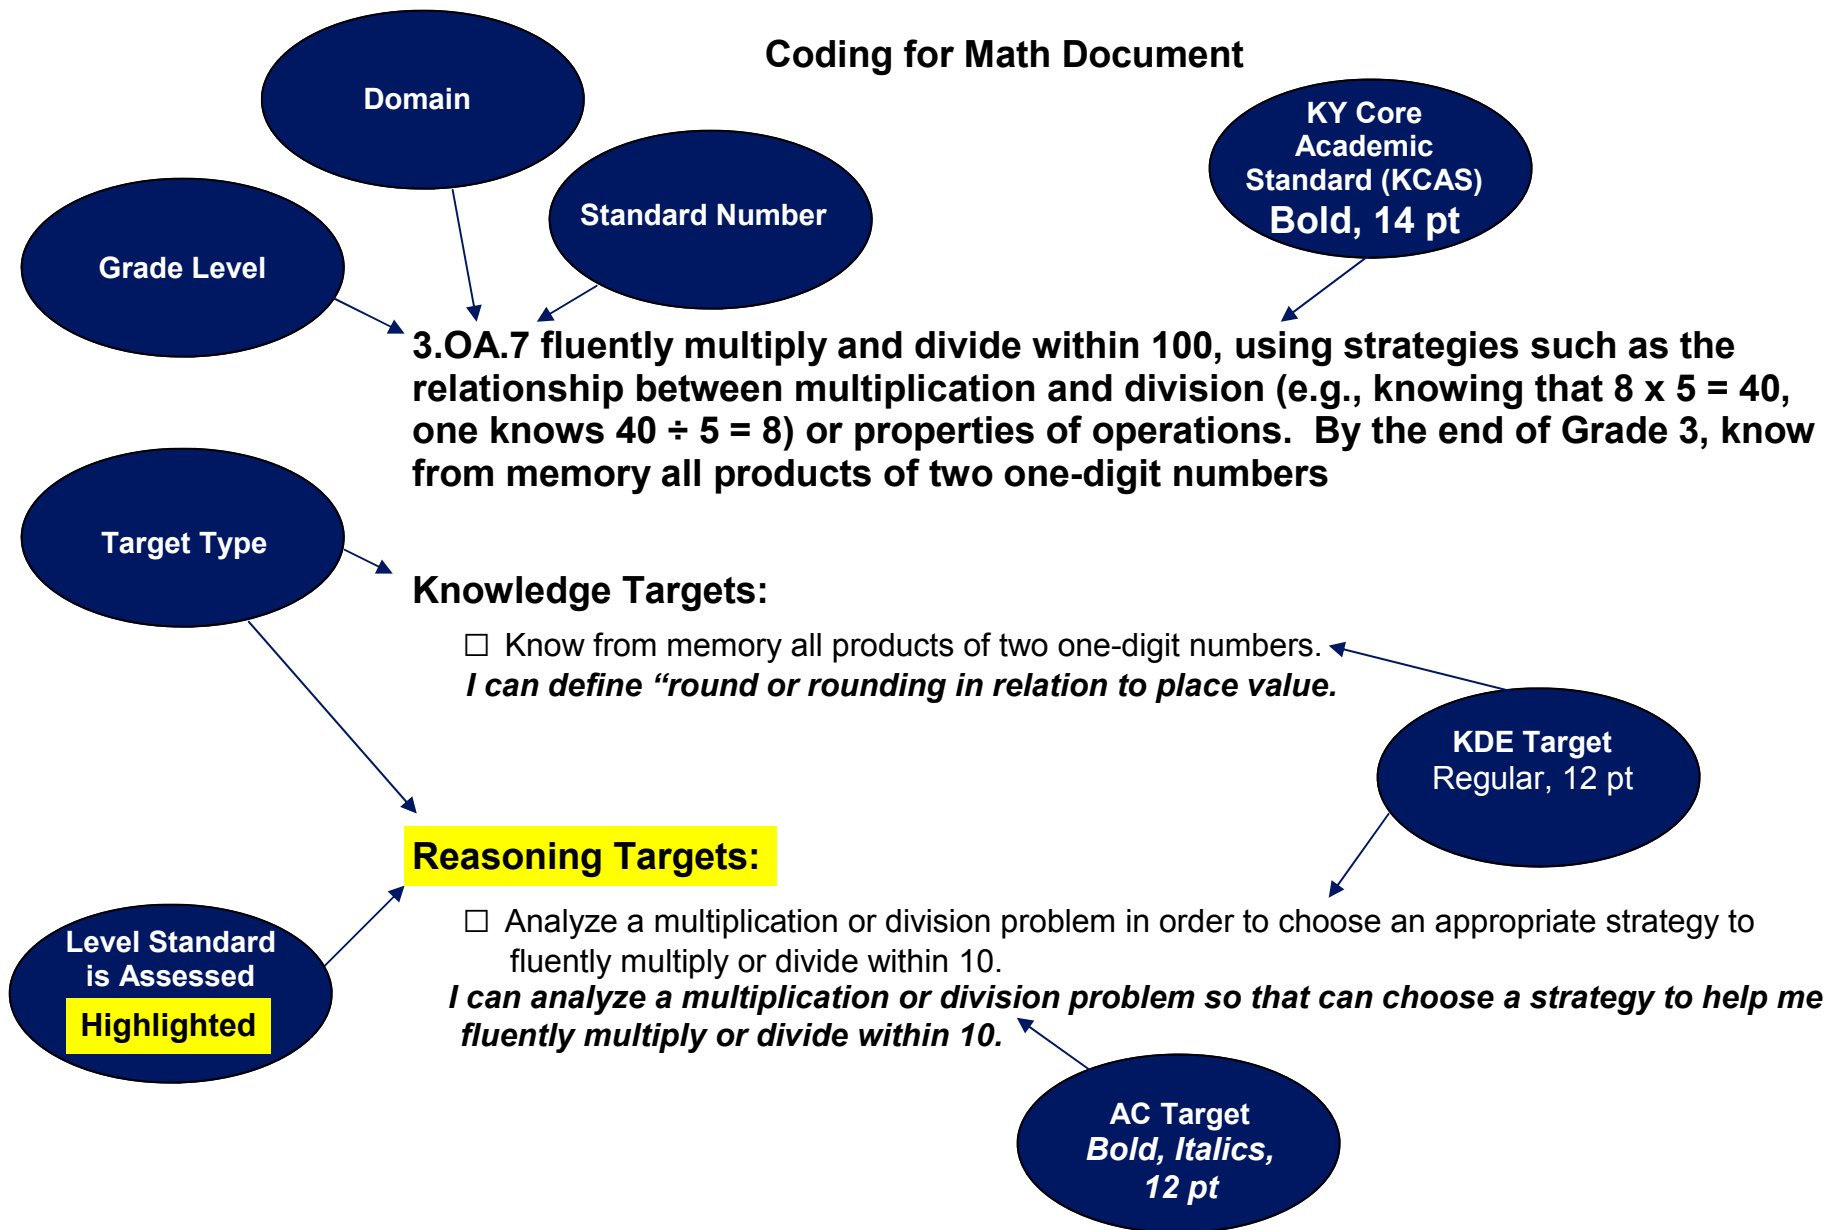 Coding for Math Document
Domain
KY Core
Academic
Standard (KCAS)
Bold, 14 pt
Standard Number
Grade Level
3.OA.7 fluently multiply and divide within 100, using strategies such as the
relationship between multiplication and division (e.g., knowing that 8 x 5 = 40,
one knows 40 ÷ 5 = 8) or properties of operations.  By the end of Grade 3, know
from memory all products of two one-digit numbers
Target Type
Knowledge Targets:
☐ Know from memory all products of two one-digit numbers.
I can define “round or rounding in relation to place value.
KDE Target
Regular, 12 pt
Reasoning Targets:
☐ Analyze a multiplication or division problem in order to choose an appropriate strategy to
fluently multiply or divide within 10.
I can analyze a multiplication or division problem so that can choose a strategy to help me
fluently multiply or divide within 10.
Level Standard
is Assessed
Highlighted
AC Target
Bold, Italics,
12 pt